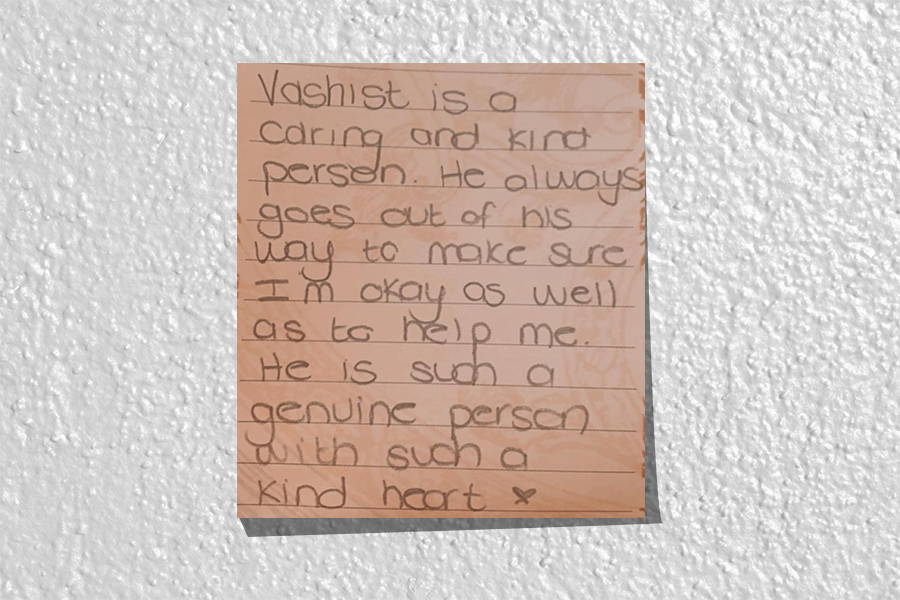 Vashist is a
caring and kind
person. He always
goes out of his
way to make sure
I'm okay as well
as to help me.
He is such a
genuine person
with such a
kind heart x